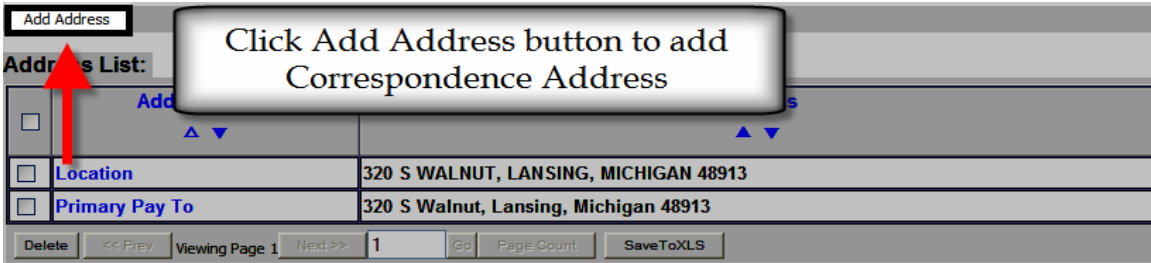 Add Address
Click Add Address button to add
Correspondence Address
Addr s List:
Add s
Location 320 S WALNUT, LANSING, MICHIGAN 48913
Primary Pay To 320 S Walnut, Lansing, Michigan 48913
Delete << Prev Viewing Page 1 Next >> 1 Go Page Count SaveToXLS